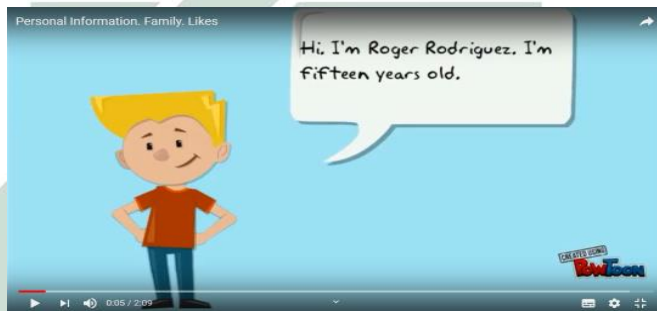 Personal Information. Family. Likes
Hi. I'm Roger Rodriguez. I'm
fifteen years old.
CREATED USING
POWTOON
0:05 / 2:09